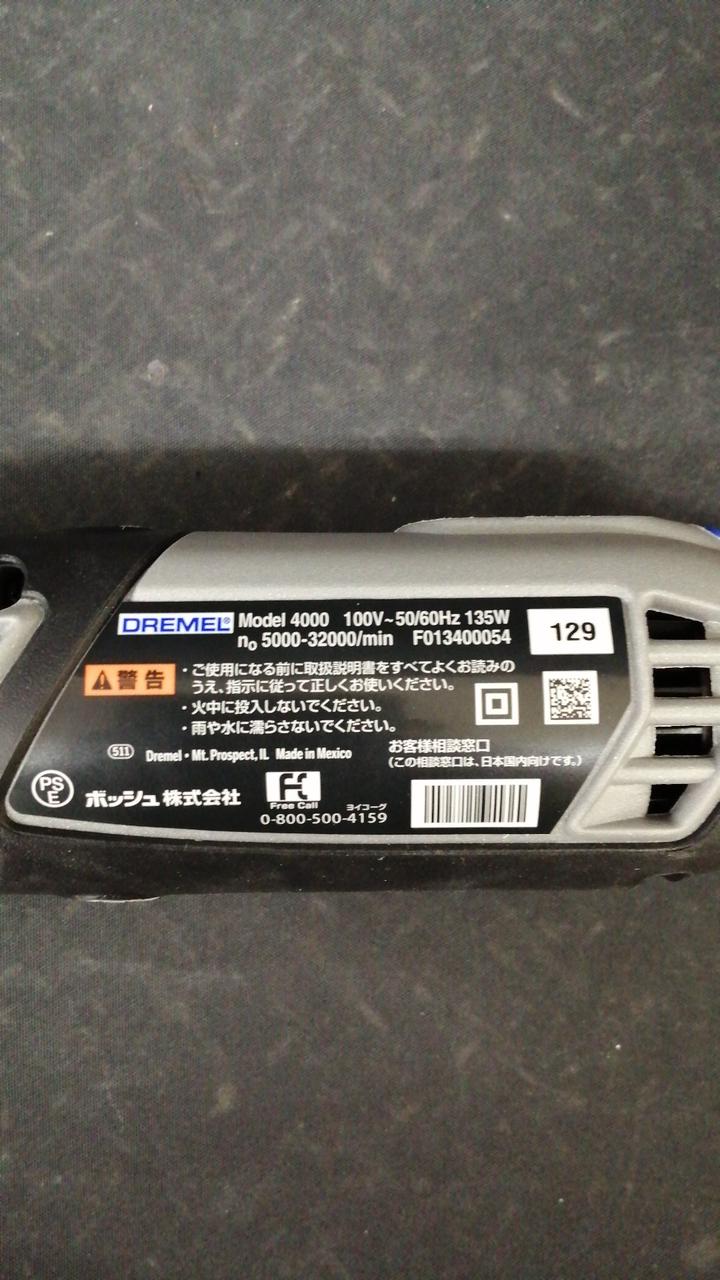 DREMEL® Model 4000 100V~50/60Hz 135W
n₀ 5000-32000/min F013400054
129
警告
・ご使用になる前に取扱説明書をすべてよくお読みの
うえ、指示に従って正しくお使いください。
・火中に投入しないでください。
・雨や水に濡らさないでください。
511 Dremel・Mt. Prospect, IL Made in Mexico
お客様相談窓口
(この相談窓口は、日本国内向けです。)
PSE
ボッシュ株式会社
Free Call
ヨイコーグ
0-800-500-4159